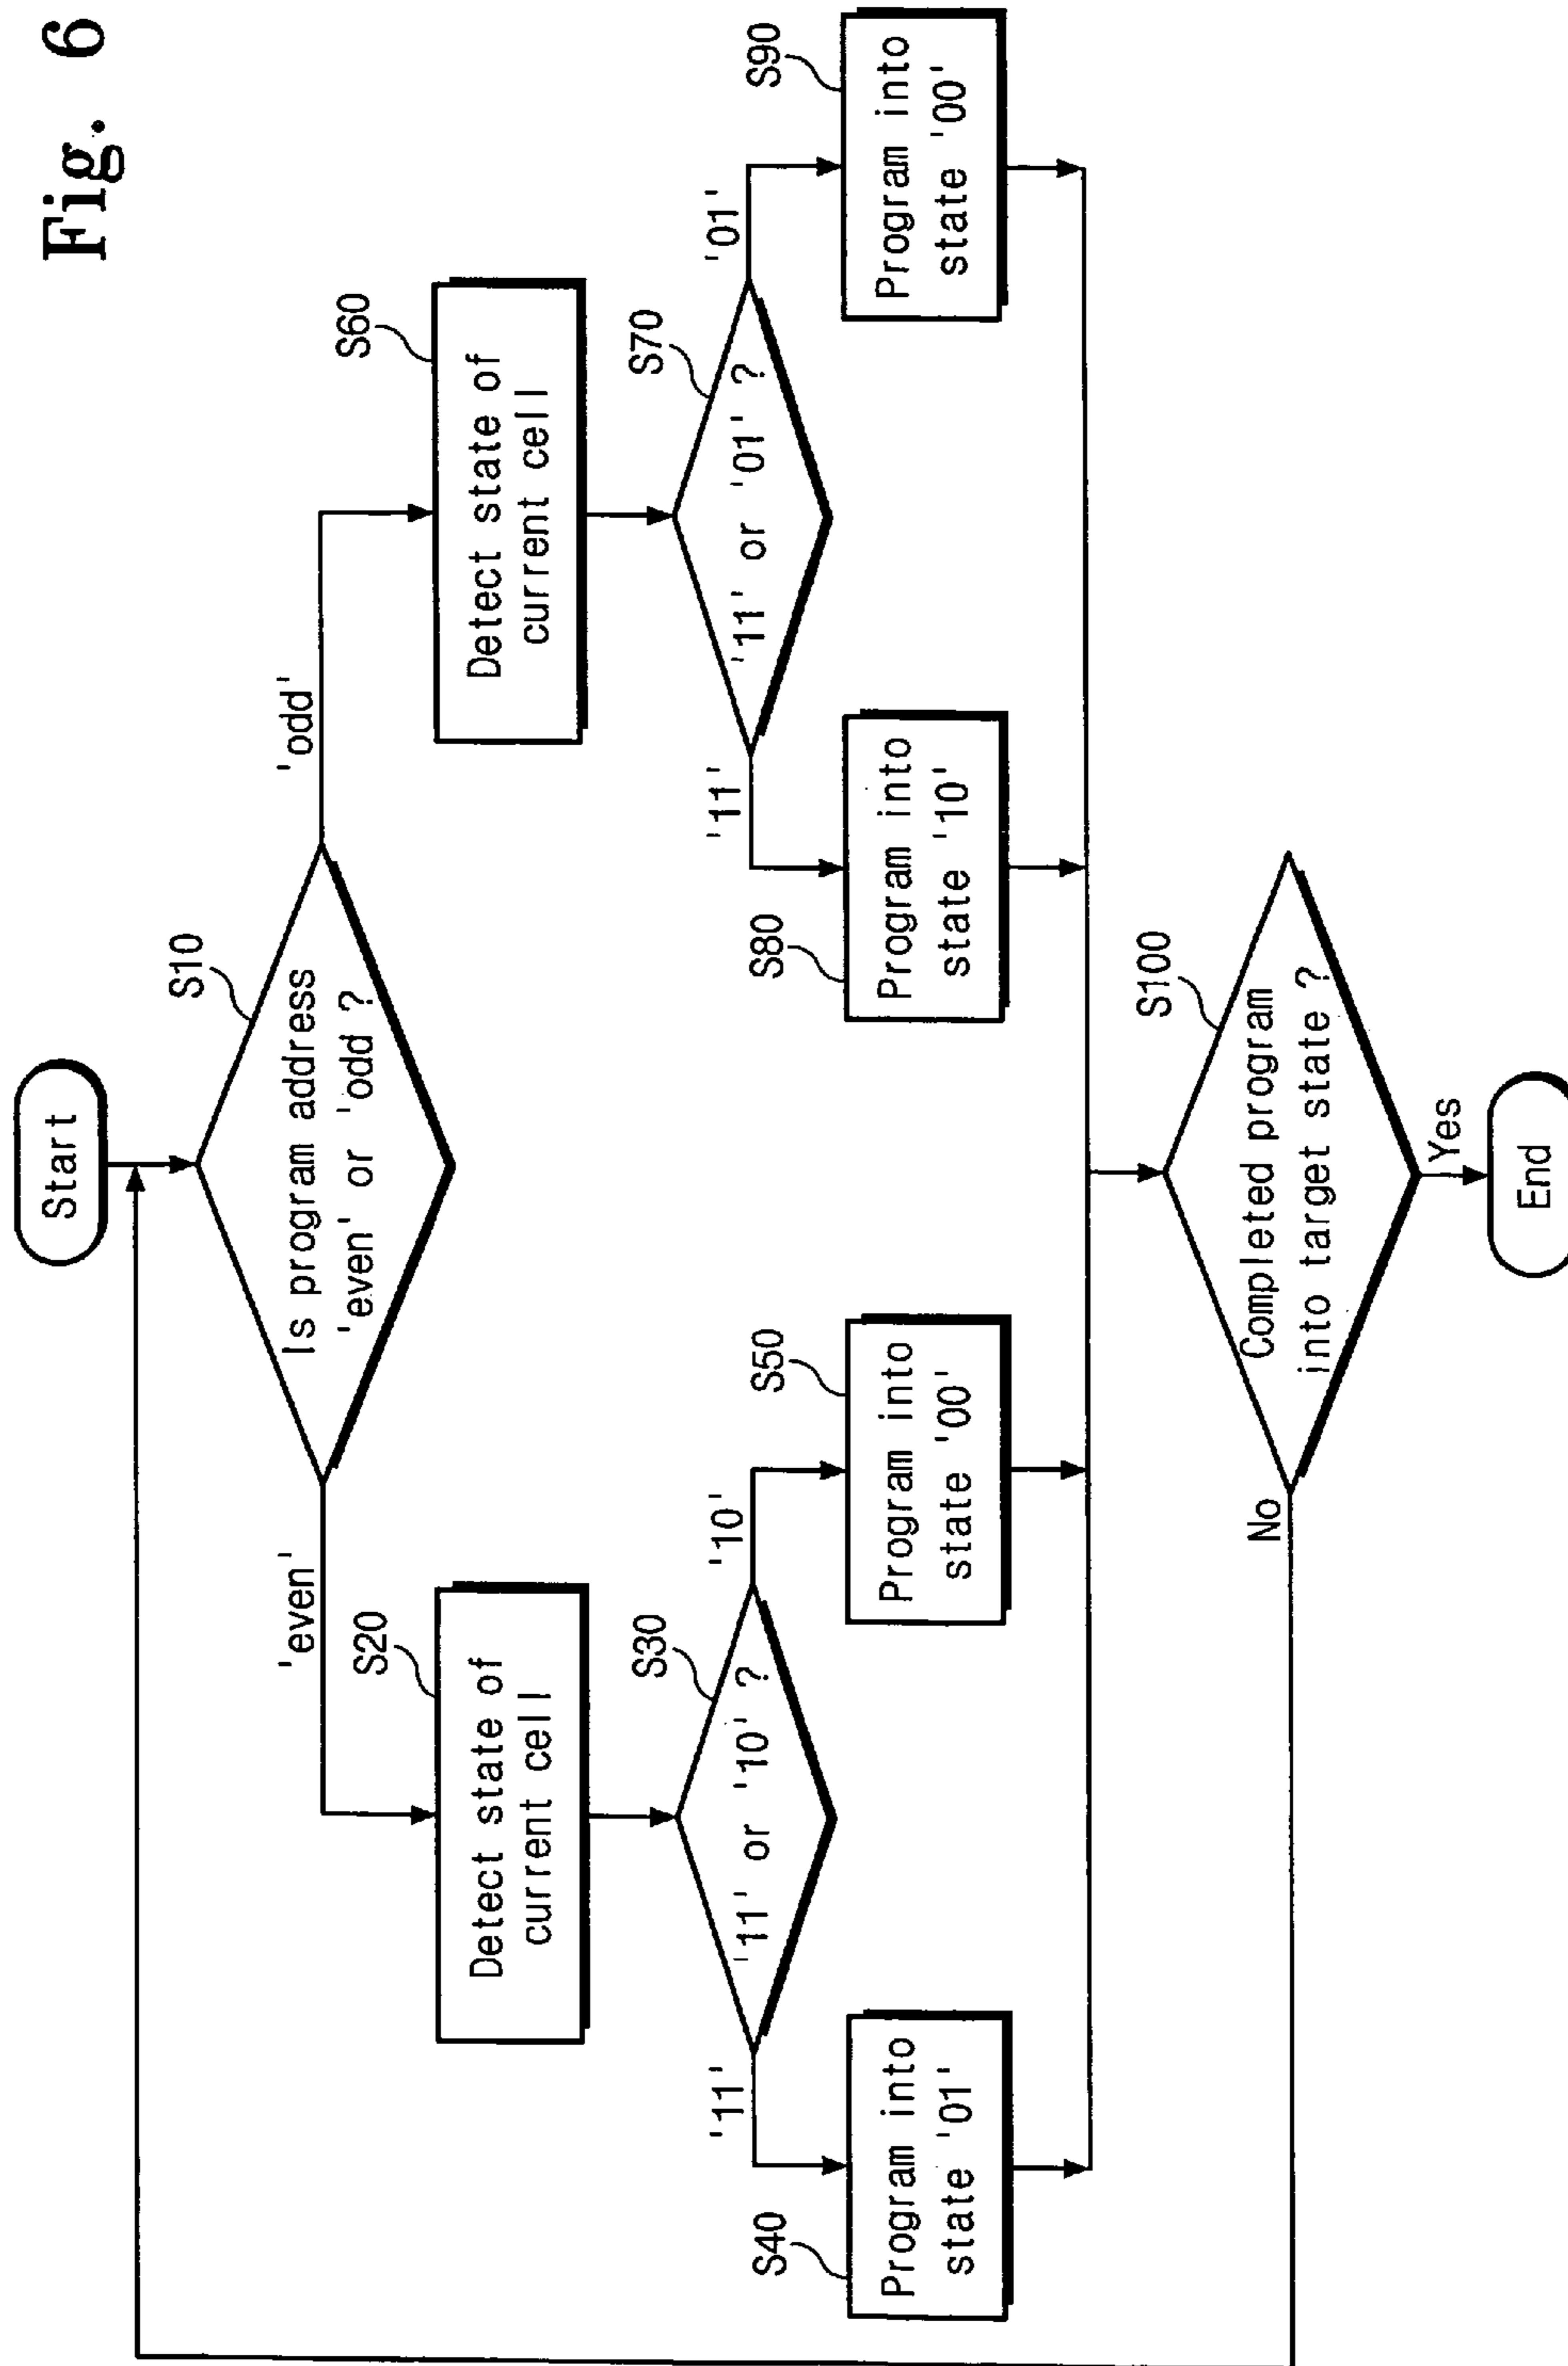 Fig. 6
Start
S10
Is program address
'even' or 'odd ?
'even'
'odd'
S20
Detect state of
current cell
S60
Detect state of
current cell
S30
'11' or '10' ?
S70
'11' or '01' ?
'11'
'10'
'11'
'01'
S40
Program into
state '01'
S50
Program into
state '00'
S80
Program into
state '10'
S90
Program into
state '00'
S100
Completed program
into target state ?
No
Yes
End